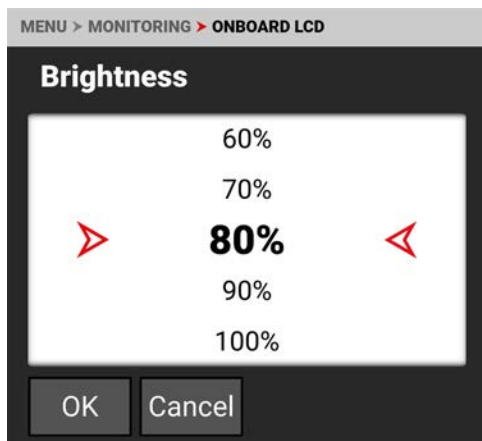 MENU > MONITORING > ONBOARD LCD
Brightness
60%
70%
80%
90%
100%
OK Cancel